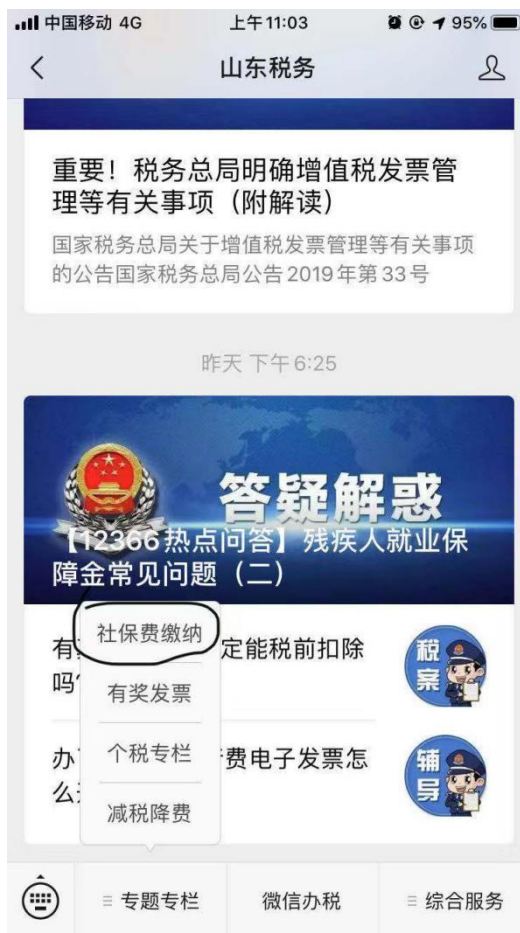 中国移动 4G 上午11:03 95%
山东税务
重要！税务总局明确增值税发票管
理等有关事项（附解读）
国家税务总局关于增值税发票管理等有关事项
的公告国家税务总局公告2019年第33号
昨天 下午6:25
答疑解惑
【12366热点问答】残疾人就业保
障金常见问题（二）
有
定能税前扣除
吗
税案
办
费电子发票怎
么
辅导
社保费缴纳
有奖发票
个税专栏
减税降费
专题专栏
微信办税
综合服务